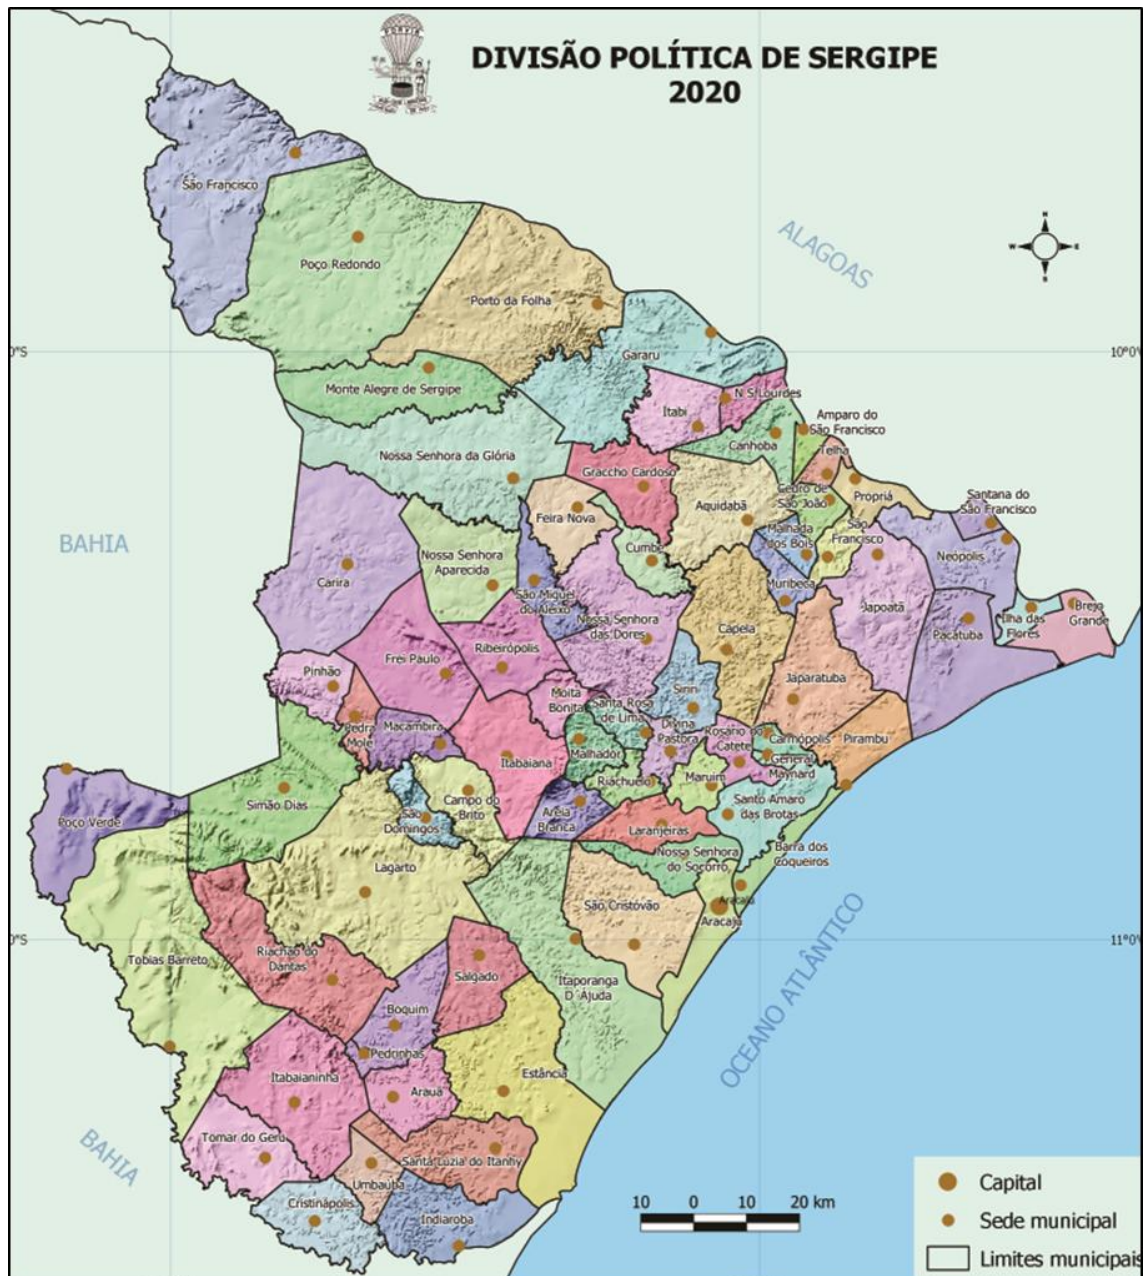 DIVISÃO POLÍTICA DE SERGIPE
2020
São Francisco
Poço Redondo
ALAGOAS
N
W
E
S
Porto da Folha
0°S
10°0
Gararu
Monte Alegre de Sergipe
N S Lourdes
Itabi
Amparo do
São Francisco
Canhoba
Telha
Nossa Senhora da Glória
Graccho Cardoso
Cedro de
São João
Propriá
Santana do
São Francisco
Aquidabã
Feira Nova
BAHIA
Malhada
dos Bois
São
Francisco
Neópolis
Cumbe
Nossa Senhora
Aparecida
Carira
São Miguel
do Aleixo
Muribeca
Japoatã
Brejo
Grande
Ilha das
Flores
Pacatuba
Nossa Senhora
das Dores
Capela
Ribeirópolis
Frei Paulo
Pinhão
Japaratuba
Siriri
Moita
Bonita
Santa Rosa
de Lima
Pedra
Mole
Macambira
Divina
Pastora
Rosário do
Catete
Carmópolis
Pirambu
Malhador
General
Maynard
Itabaiana
Riachuelo
Maruim
Simão Dias
Campo do
Brito
Santo Amaro
das Brotas
Poço Verde
São
Domingos
Areia
Branca
Laranjeiras
Nossa Senhora
do Socorro
Barra dos
Coqueiros
Lagarto
Aracaju
São Cristóvão
Aracaju
OCEANO ATLÂNTICO
11°0
0°S
Tobias Barreto
Riachão do
Dantas
Salgado
Itaporanga
D´Ajuda
Boquim
Pedrinhas
Estância
Itabaianinha
Arauá
Tomar do Geru
BAHIA
Santa Luzia do Itanhy
Umbaúba
Cristinápolis
Indiaroba
10 0 10 20 km
Capital
Sede municipal
Limites municipais